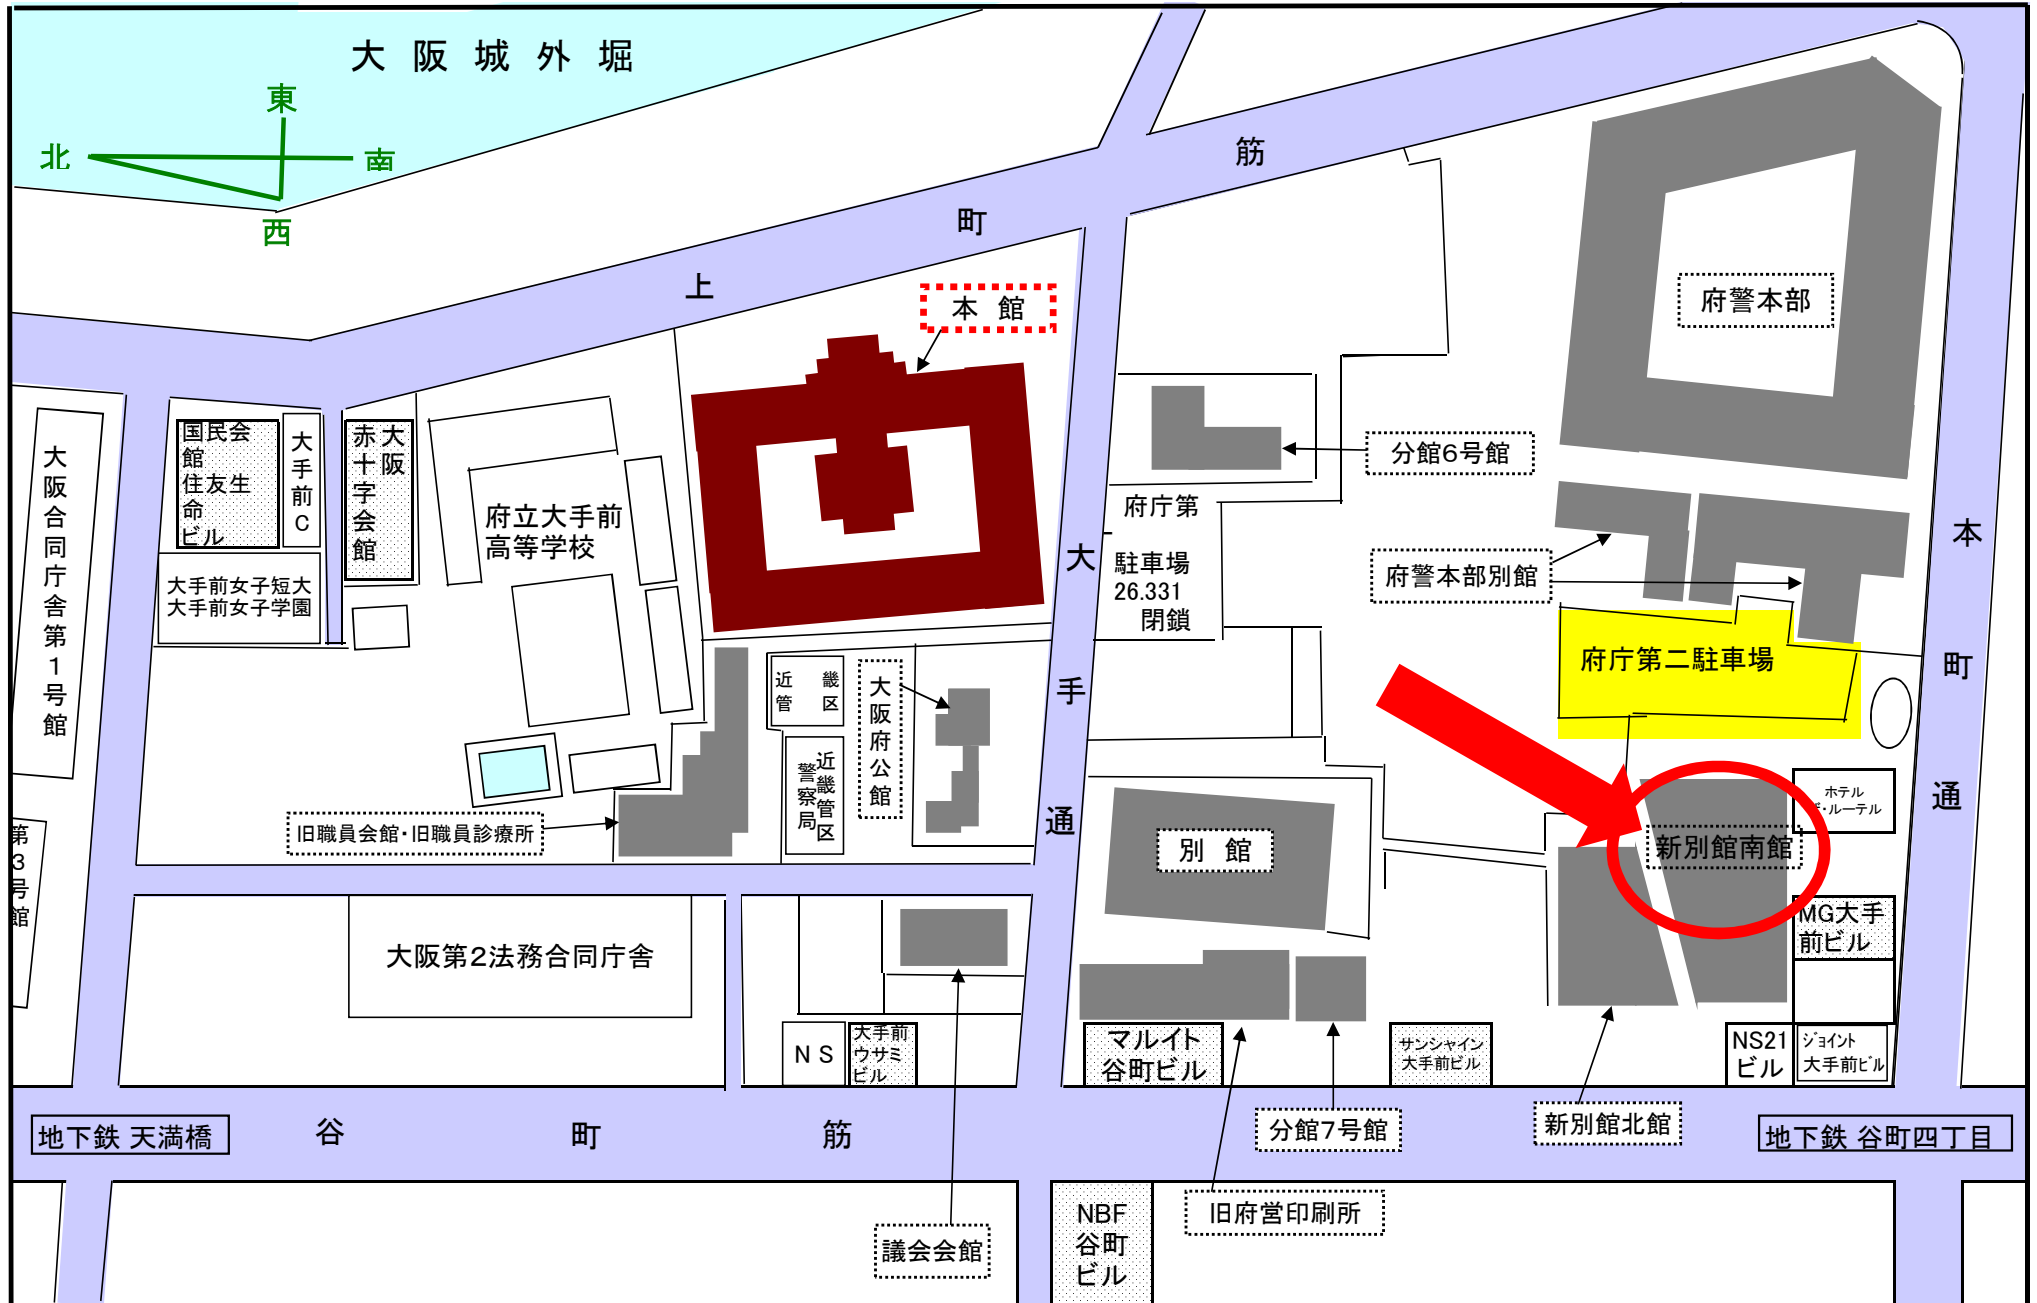 大阪城外堀
東
北
南
西
上町筋
本館
府警本部
国民会
館
住友生
命
ビル
大手前C
大阪
赤十字会館
大阪合同庁舎第1号館
府立大手前
高等学校
大手前女子短大
大手前女子学園
分館6号館
府庁第
駐車場
26.331
閉鎖
大手通
本町通
府警本部別館
府庁第二駐車場
近畿
管区
近畿管区
警察局
大阪府公館
旧職員会館・旧職員診療所
第3号館
別館
新別館南館
ホテル
・ルーテル
MG大手
前ビル
大阪第2法務合同庁舎
NS
大手前
ウサミ
ビル
マルイト
谷町ビル
サンシャイン
大手前ビル
NS21
ビル
ジョイント
大手前ビル
地下鉄 天満橋
谷町筋
分館7号館
新別館北館
地下鉄 谷町四丁目
議会会館
NBF
谷町
ビル
旧府営印刷所